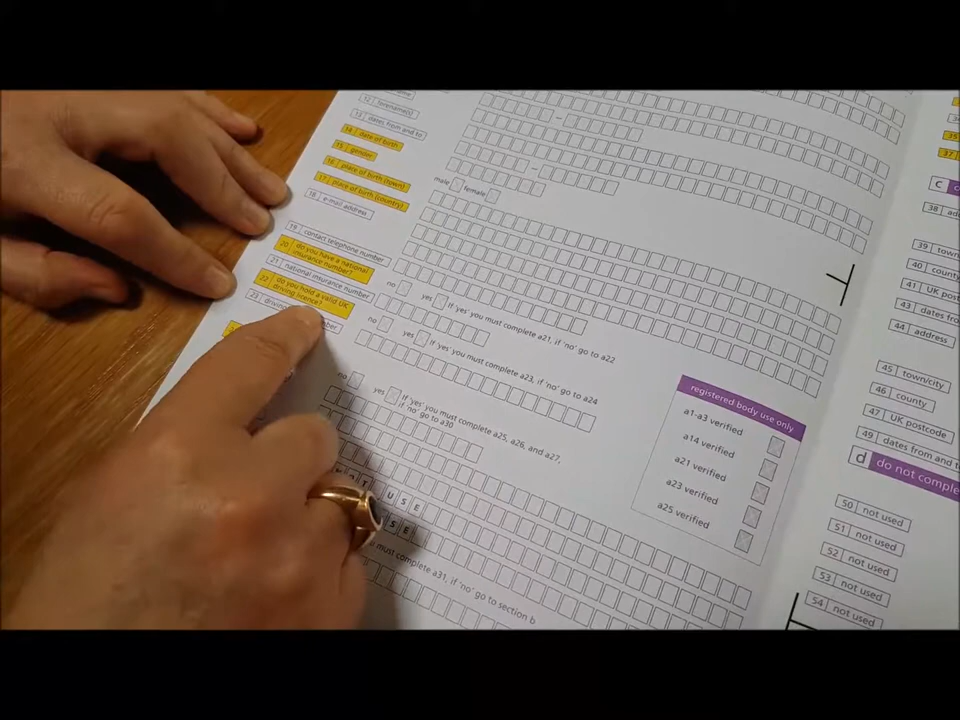 12 forename(s)
13 dates from and to
14 date of birth
15 gender
16 place of birth (town)
17 place of birth (country)
18 e-mail address
male female
19 contact telephone number
20 do you have a national
insurance number?
no yes If 'yes' you must complete a21, if 'no' go to a22
21 national insurance number
22 do you hold a valid UK
driving licence?
no yes If 'yes' you must complete a23, if 'no' go to a24
23 driving
no yes If 'yes' you must complete a25, a26, and a27,
if 'no' go to a30
USE
must complete a31, if 'no' go to section b
registered body use only
a1-a3 verified
a14 verified
a21 verified
a23 verified
a25 verified
37
c
38
39 town
40 county
41 UK post
43 dates from
44 address
45 town/city
46 county
47 UK postcode
49 dates from and
d do not complete
50 not used
51 not used
52 not used
53 not used
54 not used